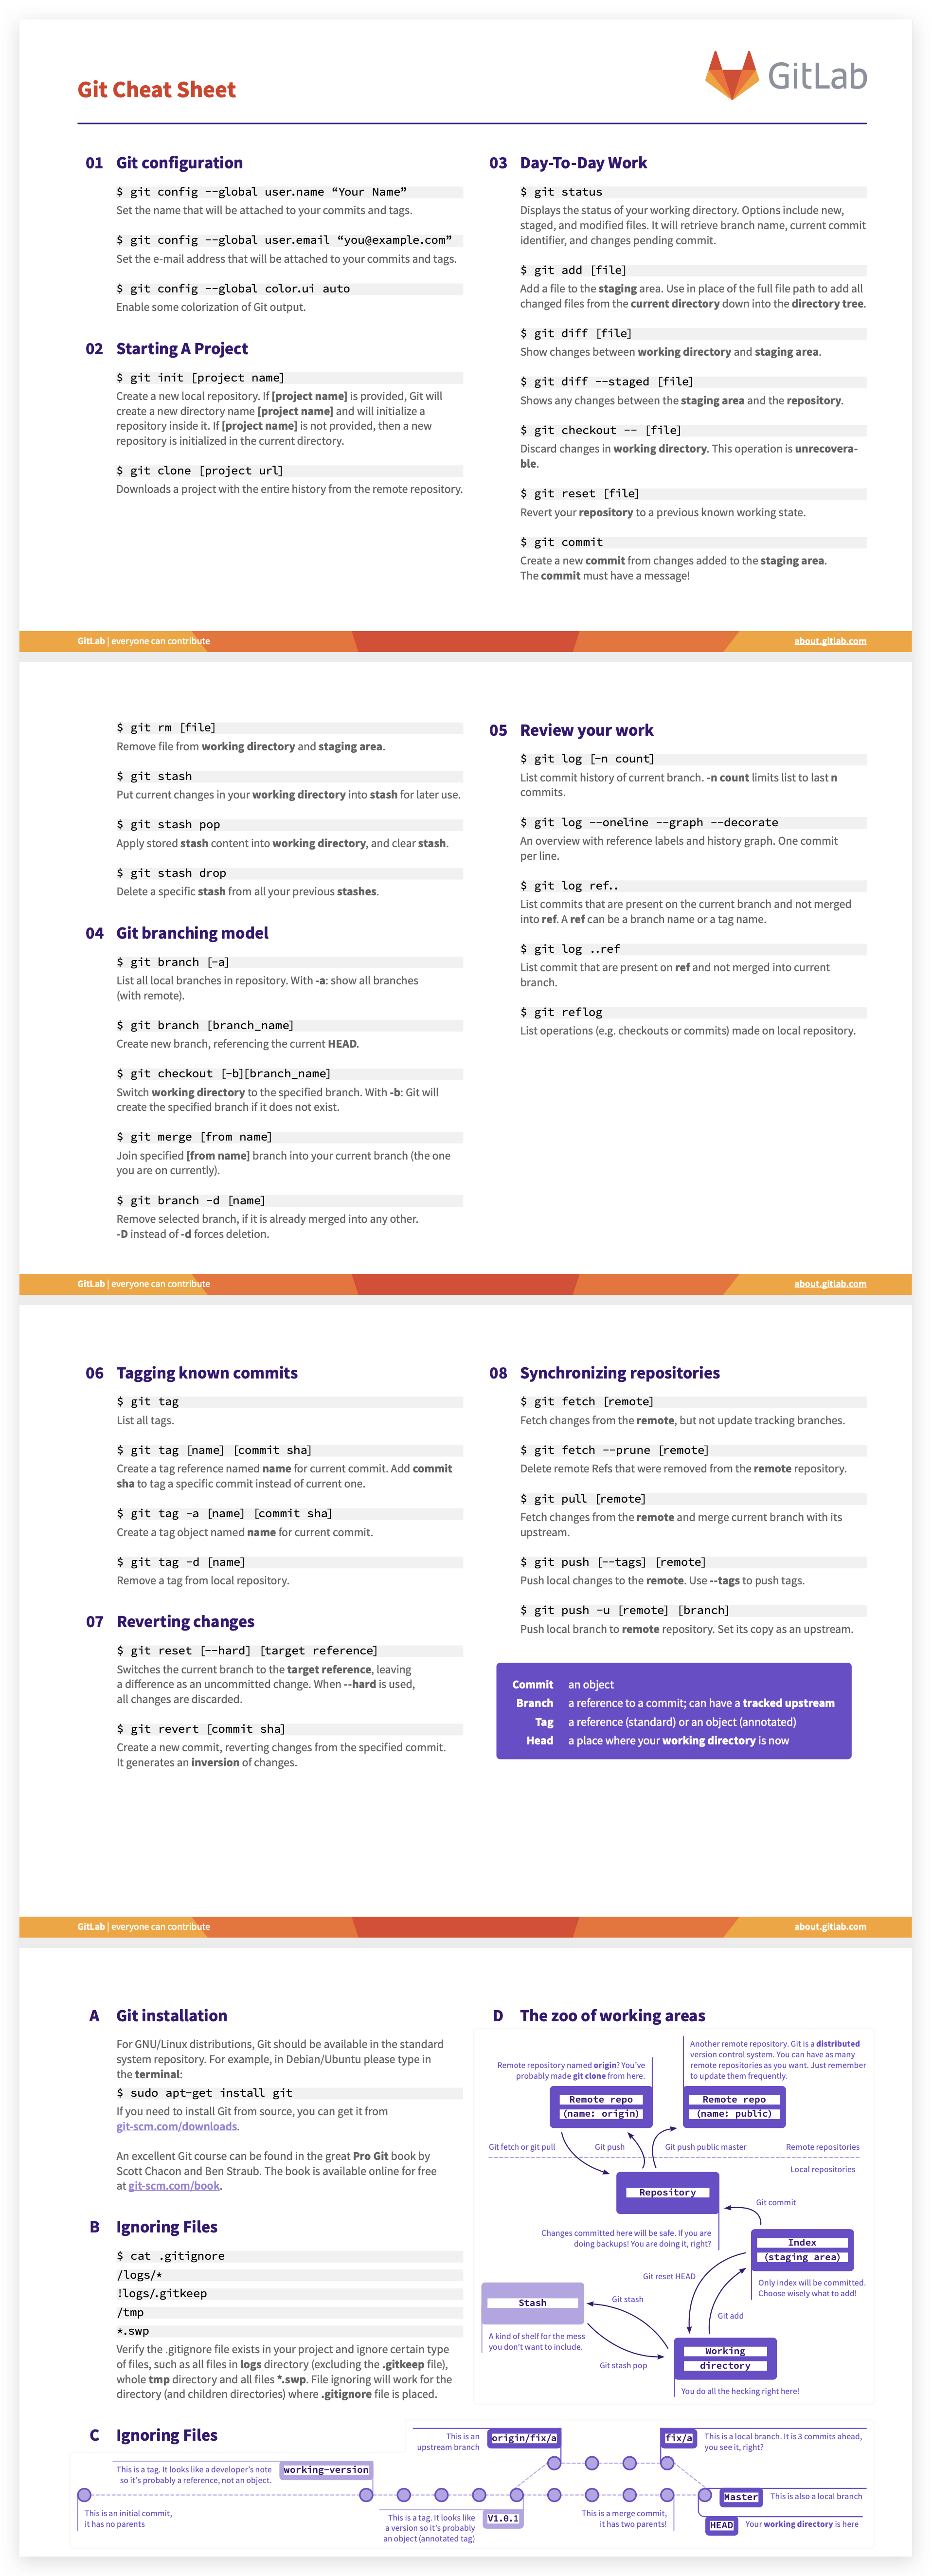 Git Cheat Sheet
GitLab
01 Git configuration
$ git config --global user.name “Your Name”
Set the name that will be attached to your commits and tags.
$ git config --global user.email “you@example.com”
Set the e-mail address that will be attached to your commits and tags.
$ git config --global color.ui auto
Enable some colorization of Git output.
02 Starting A Project
$ git init [project name]
Create a new local repository. If [project name] is provided, Git will
create a new directory name [project name] and will initialize a
repository inside it. If [project name] is not provided, then a new
repository is initialized in the current directory.
$ git clone [project url]
Downloads a project with the entire history from the remote repository.
03 Day-To-Day Work
$ git status
Displays the status of your working directory. Options include new,
staged, and modified files. It will retrieve branch name, current commit
identifier, and changes pending commit.
$ git add [file]
Add a file to the staging area. Use in place of the full file path to add all
changed files from the current directory down into the directory tree.
$ git diff [file]
Show changes between working directory and staging area.
$ git diff --staged [file]
Shows any changes between the staging area and the repository.
$ git checkout -- [file]
Discard changes in working directory. This operation is unrecovera-
ble.
$ git reset [file]
Revert your repository to a previous known working state.
$ git commit
Create a new commit from changes added to the staging area.
The commit must have a message!
GitLab | everyone can contribute
about.gitlab.com
$ git rm [file]
Remove file from working directory and staging area.
$ git stash
Put current changes in your working directory into stash for later use.
$ git stash pop
Apply stored stash content into working directory, and clear stash.
$ git stash drop
Delete a specific stash from all your previous stashes.
04 Git branching model
$ git branch [-a]
List all local branches in repository. With -a: show all branches
(with remote).
$ git branch [branch_name]
Create new branch, referencing the current HEAD.
$ git checkout [-b][branch_name]
Switch working directory to the specified branch. With -b: Git will
create the specified branch if it does not exist.
$ git merge [from name]
Join specified [from name] branch into your current branch (the one
you are on currently).
$ git branch -d [name]
Remove selected branch, if it is already merged into any other.
-D instead of -d forces deletion.
05 Review your work
$ git log [-n count]
List commit history of current branch. -n count limits list to last n
commits.
$ git log --oneline --graph --decorate
An overview with reference labels and history graph. One commit
per line.
$ git log ref..
List commits that are present on the current branch and not merged
into ref. A ref can be a branch name or a tag name.
$ git log ..ref
List commit that are present on ref and not merged into current
branch.
$ git reflog
List operations (e.g. checkouts or commits) made on local repository.
GitLab | everyone can contribute
about.gitlab.com
06 Tagging known commits
$ git tag
List all tags.
$ git tag [name] [commit sha]
Create a tag reference named name for current commit. Add commit
sha to tag a specific commit instead of current one.
$ git tag -a [name] [commit sha]
Create a tag object named name for current commit.
$ git tag -d [name]
Remove a tag from local repository.
07 Reverting changes
$ git reset [--hard] [target reference]
Switches the current branch to the target reference, leaving
a difference as an uncommitted change. When --hard is used,
all changes are discarded.
$ git revert [commit sha]
Create a new commit, reverting changes from the specified commit.
It generates an inversion of changes.
08 Synchronizing repositories
$ git fetch [remote]
Fetch changes from the remote, but not update tracking branches.
$ git fetch --prune [remote]
Delete remote Refs that were removed from the remote repository.
$ git pull [remote]
Fetch changes from the remote and merge current branch with its
upstream.
$ git push [--tags] [remote]
Push local changes to the remote. Use --tags to push tags.
$ git push -u [remote] [branch]
Push local branch to remote repository. Set its copy as an upstream.
Commit an object
Branch a reference to a commit; can have a tracked upstream
Tag a reference (standard) or an object (annotated)
Head a place where your working directory is now
GitLab | everyone can contribute
about.gitlab.com
A Git installation
For GNU/Linux distributions, Git should be available in the standard
system repository. For example, in Debian/Ubuntu please type in
the terminal:
$ sudo apt-get install git
If you need to install Git from source, you can get it from
git-scm.com/downloads.
An excellent Git course can be found in the great Pro Git book by
Scott Chacon and Ben Straub. The book is available online for free
at git-scm.com/book.
B Ignoring Files
$ cat .gitignore
/logs/*
!logs/.gitkeep
/tmp
*.swp
Verify the .gitignore file exists in your project and ignore certain type
of files, such as all files in logs directory (excluding the .gitkeep file),
whole tmp directory and all files *.swp. File ignoring will work for the
directory (and children directories) where .gitignore file is placed.
D The zoo of working areas
Another remote repository. Git is a distributed
version control system. You can have as many
remote repositories as you want. Just remember
to update them frequently.
Remote repository named origin? You’ve
probably made git clone from here.
Remote repo
(name: origin)
Remote repo
(name: public)
Git fetch or git pull
Git push
Git push public master
Remote repositories
Local repositories
Repository
Git commit
Changes committed here will be safe. If you are
doing backups! You are doing it, right?
Index
(staging area)
Git reset HEAD
Only index will be committed.
Choose wisely what to add!
Stash
Git stash
Git add
A kind of shelf for the mess
you don’t want to include.
Git stash pop
Working
directory
You do all the hecking right here!
C Ignoring Files
This is an
upstream branch
origin/fix/a
fix/a
This is a local branch. It is 3 commits ahead,
you see it, right?
This is a tag. It looks like a developer’s note
so it’s probably a reference, not an object.
working-version
This is an initial commit,
it has no parents
This is a tag. It looks like
a version so it’s probably
an object (annotated tag)
V1.0.1
This is a merge commit,
it has two parents!
Master
This is also a local branch
HEAD
Your working directory is here